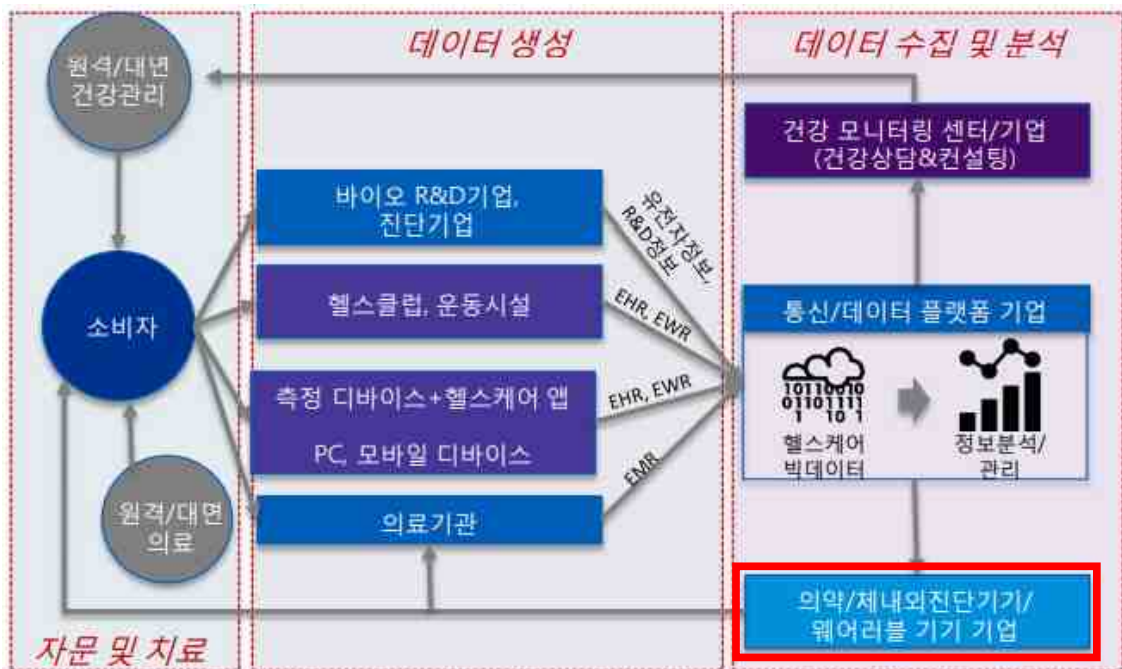 데이터 생성
데이터 수집 및 분석
원격/대년
건강관리
건강 모니터링 센터/기업
(건강상담&컨설팅)
바이오 R&D기업,
진단기업
유전자정보,
R&D정보
소비자
헬스클럽, 운동시설
EHR, EWR
통신/데이터 플랫폼 기업
측정 디바이스+헬스케어 앱
PC, 모바일 디바이스
EHR, EWR
10110010
01101111
1 10 1
헬스케어
빅데이터
정보분석/
관리
원격/대면
의료
의료기관
EMR
의약/체내외진단기기/
웨어러블 기기 기업
자문 및 치료